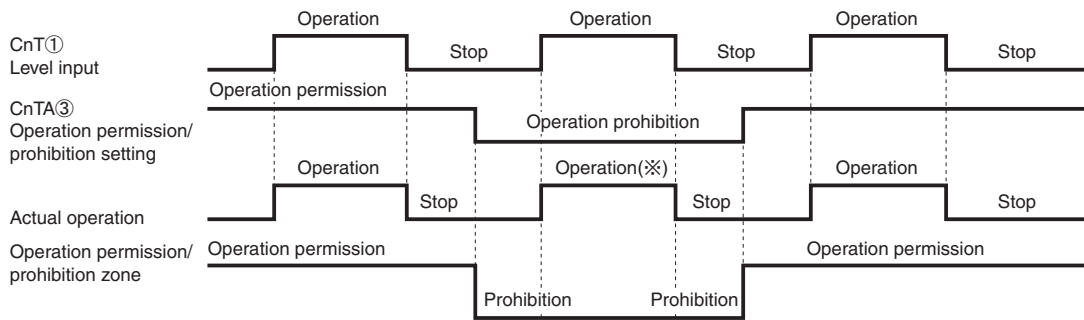 Operation Operation Operation
CnT①
Level input
Stop Stop Stop
Operation permission
CnTA③
Operation permission/
prohibition setting
Operation prohibition
Operation Operation(※) Operation
Actual operation
Stop Stop Stop
Operation permission/
prohibition zone
Operation permission Operation permission
Prohibition Prohibition